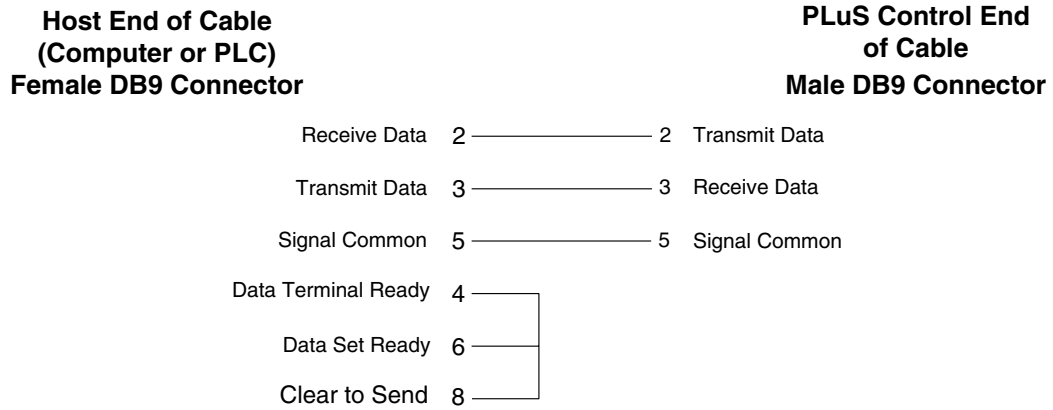 Host End of Cable
(Computer or PLC)
Female DB9 Connector
PLuS Control End
of Cable
Male DB9 Connector
Receive Data 2 2 Transmit Data
Transmit Data 3 3 Receive Data
Signal Common 5 5 Signal Common
Data Terminal Ready 4
Data Set Ready 6
Clear to Send 8